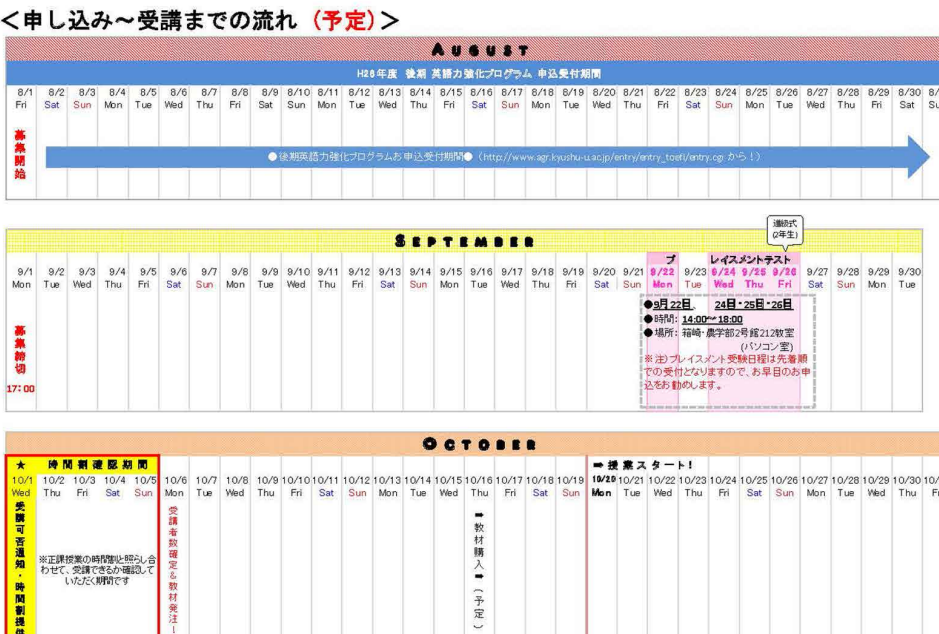 ＜申し込み～受講までの流れ（予定）＞
AUGUST
H26年度 後期 英語力強化プログラム 申込受付期間
8/1 8/2 8/3 8/4 8/5 8/6 8/7 8/8 8/9 8/10 8/11 8/12 8/13 8/14 8/15 8/16 8/17 8/18 8/19 8/20 8/21 8/22 8/23 8/24 8/25 8/26 8/27 8/28 8/29 8/30
Fri Sat Sun Mon Tue Wed Thu Fri Sat Sun Mon Tue Wed Thu Fri Sat Sun Mon Tue Wed Thu Fri Sat Sun Mon Tue Wed Thu Fri Sat
募集開始
●後期英語力強化プログラムお申込受付期間●（http://www.agr.kyushu-u.ac.jp/entry/entry_toefl/entry.cgi から！）
進級式
(2年生)
SEPTEMBER
プレイスメントテスト
9/1 9/2 9/3 9/4 9/5 9/6 9/7 9/8 9/9 9/10 9/11 9/12 9/13 9/14 9/15 9/16 9/17 9/18 9/19 9/20 9/21 9/22 9/23 9/24 9/25 9/26 9/27 9/28 9/29 9/30
Mon Tue Wed Thu Fri Sat Sun Mon Tue Wed Thu Fri Sat Sun Mon Tue Wed Thu Fri Sat Sun Mon Tue Wed Thu Fri Sat Sun Mon Tue
募集締切
17:00
●9月22日、 24日・25日・26日
●時間: 14:00～18:00
●場所: 箱崎・農学部2号館212教室
(パソコン室)
※注)プレイスメント受験日程は先着順
での受付となりますので、お早目のお申
込をお勧めします。
OCTOBER
★ 時間割確認期間
➡授業スタート！
10/1 10/2 10/3 10/4 10/5 10/6 10/7 10/8 10/9 10/10 10/11 10/12 10/13 10/14 10/15 10/16 10/17 10/18 10/19 10/20 10/21 10/22 10/23 10/24 10/25 10/26 10/27 10/28 10/29 10/30
Wed Thu Fri Sat Sun Mon Tue Wed Thu Fri Sat Sun Mon Tue Wed Thu Fri Sat Sun Mon Tue Wed Thu Fri Sat Sun Mon Tue Wed Thu Fri
受講可否通知・時間割提供
※正課授業の時間割と照らし合
わせて、受講できるか確認して
いただく期間です
受講者数確定&教材発注
➡教材購入➡（予定）